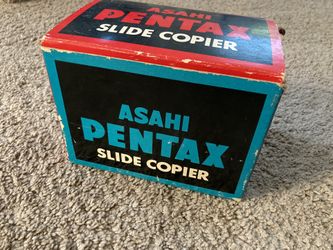 ASAHI
PENTAX
SLIDE COPIER
ASAHI
PENTAX
SLIDE COPIER